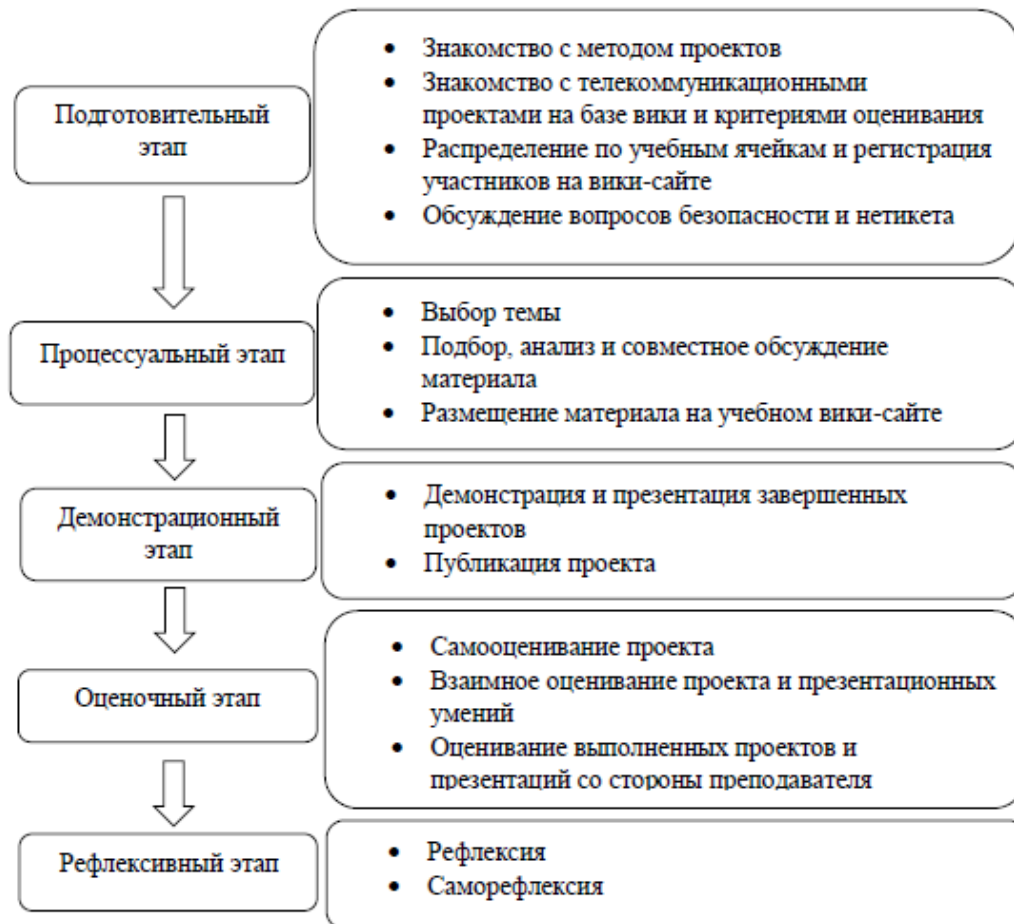 Подготовительный
этап
• Знакомство с методом проектов
• Знакомство с телекоммуникационными
проектами на базе вики и критериями оценивания
• Распределение по учебным ячейкам и регистрация
участников на вики-сайте
• Обсуждение вопросов безопасности и нетикета
Процессуальный этап
• Выбор темы
• Подбор, анализ и совместное обсуждение
материала
• Размещение материала на учебном вики-сайте
Демонстрационный
этап
• Демонстрация и презентация завершенных
проектов
• Публикация проекта
Оценочный этап
• Самооценивание проекта
• Взаимное оценивание проекта и презентационных
умений
• Оценивание выполненных проектов и
презентаций со стороны преподавателя
Рефлексивный этап
• Рефлексия
• Саморефлексия